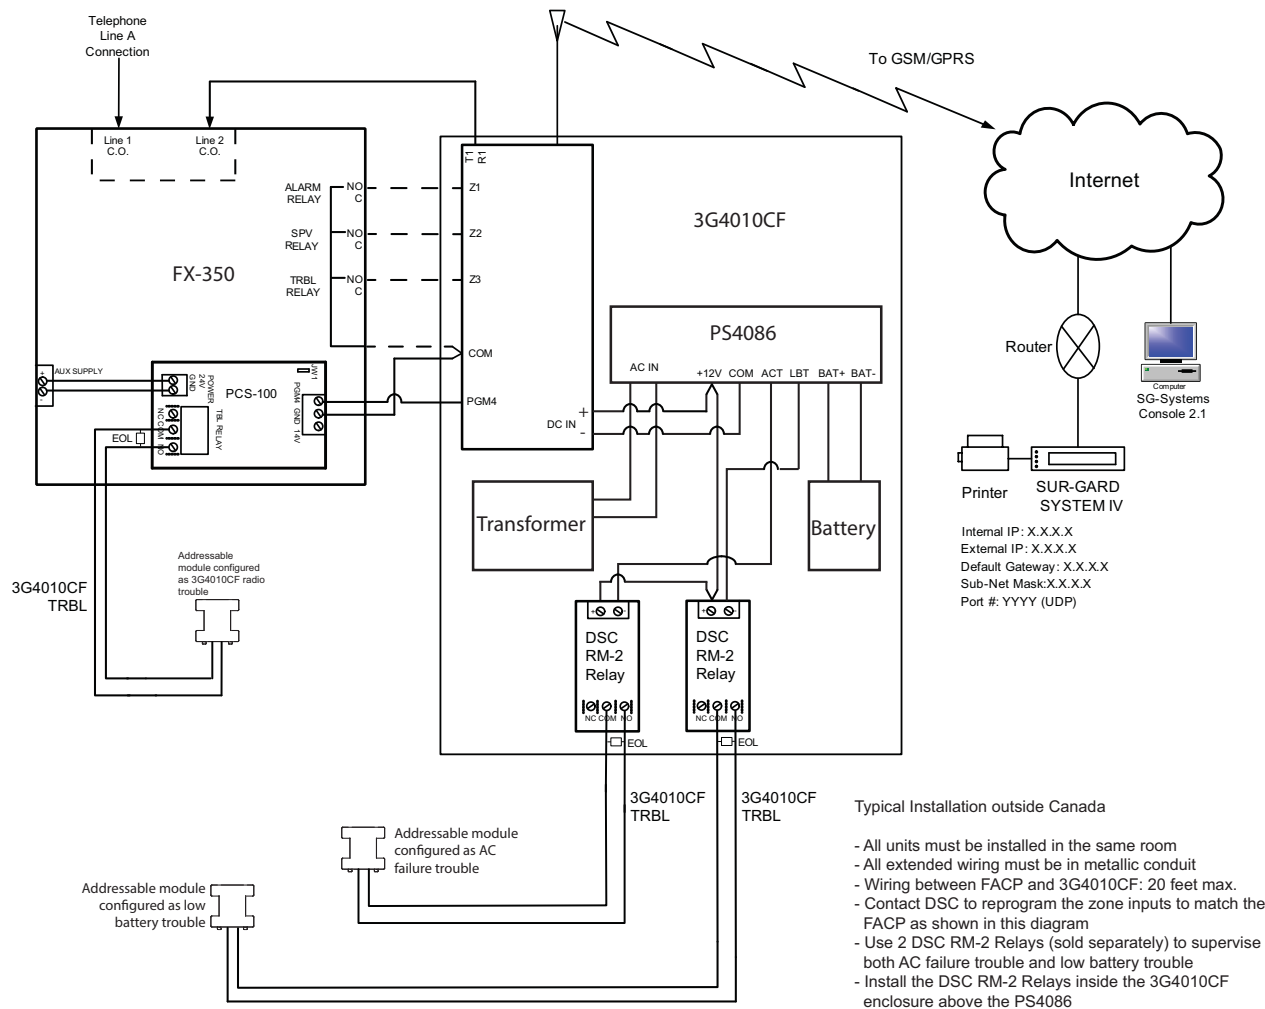 Telephone
Line A
Connection
To GSM/GPRS
Line 1
C.O.
Line 2
C.O.
T1
R1
ALARM
RELAY
NO
C
Z1
SPV
RELAY
NO
C
Z2
TRBL
RELAY
NO
C
Z3
FX-350
3G4010CF
Internet
PS4086
AC IN
+12V
COM
ACT
LBT
BAT+
BAT-
COM
PGM4
DC IN
+
-
AUX SUPPLY
+
-
POWER
24V
GND
PCS-100
JW1
PGM4
GND
14V
TBL RELAY
NC
COM
NO
EOL
Router
Computer
SG-Systems
Console 2.1
Printer
SUR-GARD
SYSTEM IV
Internal IP: X.X.X.X
External IP: X.X.X.X
Default Gateway: X.X.X.X
Sub-Net Mask:X.X.X.X
Port #: YYYY (UDP)
Transformer
Battery
Addressable
module configured
as 3G4010CF radio
trouble
3G4010CF
TRBL
+
-
DSC
RM-2
Relay
NC COM NO
EOL
+
-
DSC
RM-2
Relay
NC COM NO
EOL
3G4010CF
TRBL
3G4010CF
TRBL
Addressable module
configured as AC
failure trouble
Addressable module
configured as low
battery trouble
Typical Installation outside Canada
- All units must be installed in the same room
- All extended wiring must be in metallic conduit
- Wiring between FACP and 3G4010CF: 20 feet max.
- Contact DSC to reprogram the zone inputs to match the
FACP as shown in this diagram
- Use 2 DSC RM-2 Relays (sold separately) to supervise
both AC failure trouble and low battery trouble
- Install the DSC RM-2 Relays inside the 3G4010CF
enclosure above the PS4086